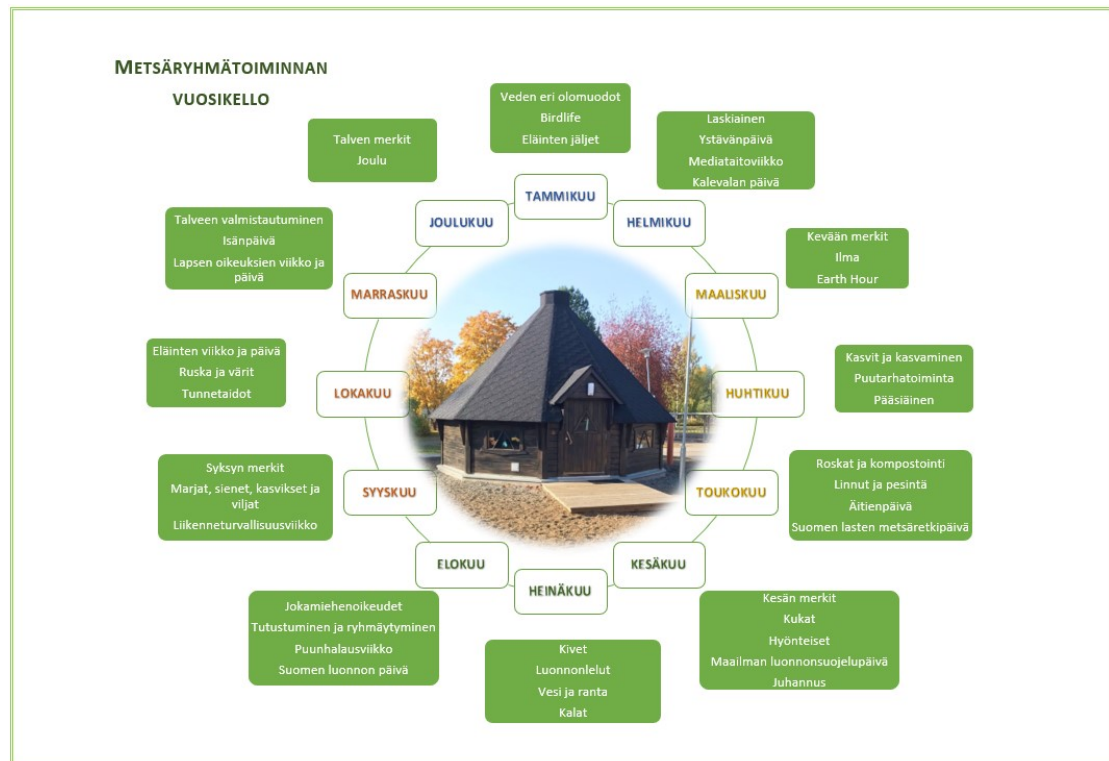 METSÄRYHMÄTOIMINNAN
VUOSIKELLO
TAMMIKUU
Veden eri olomuodot
Birdlife
Eläinten jäljet
HELMIKUU
Laskiainen
Ystävänpäivä
Mediataitoviikko
Kalevalan päivä
MAALISKUU
Kevään merkit
Ilma
Earth Hour
HUHTIKUU
Kasvit ja kasvaminen
Puutarhatoiminta
Pääsiäinen
TOUKOKUU
Roskat ja kompostointi
Linnut ja pesintä
Äitienpäivä
Suomen lasten metsäretkipäivä
KESÄKUU
Kesän merkit
Kukat
Hyönteiset
Maailman luonnonsuojelupäivä
Juhannus
HEINÄKUU
Kivet
Luonnonlelut
Vesi ja ranta
Kalat
ELOKUU
Jokamiehenoikeudet
Tutustuminen ja ryhmäytyminen
Puunhalausviikko
Suomen luonnon päivä
SYYSKUU
Syksyn merkit
Marjat, sienet, kasvikset ja
viljat
Liikenneturvallisuusviikko
LOKAKUU
Eläinten viikko ja päivä
Ruska ja värit
Tunnetaidot
MARRASKUU
Talveen valmistautuminen
Isänpäivä
Lapsen oikeuksien viikko ja
päivä
JOULUKUU
Talven merkit
Joulu